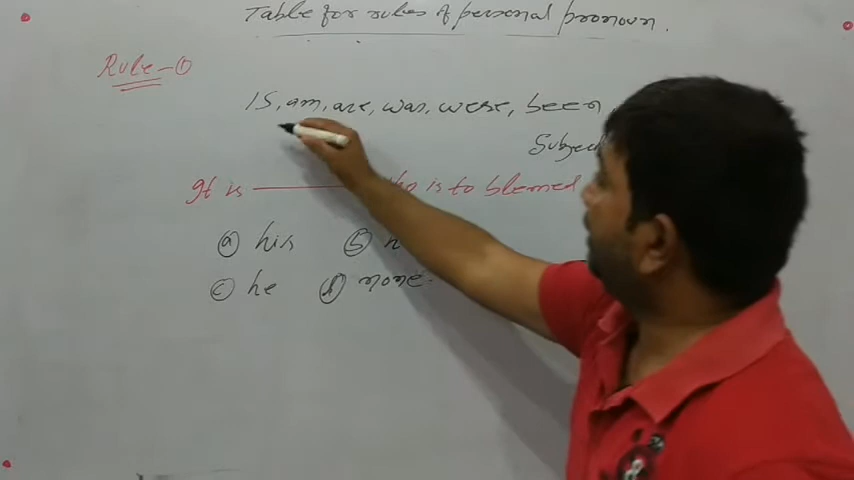 Table for rules of personal pronoun.
Rule-①
Is, am, are, was, were, been
Subject
It is ——— who is to blemed
ⓐ his ⓑ h
ⓒ he ⓓ none.